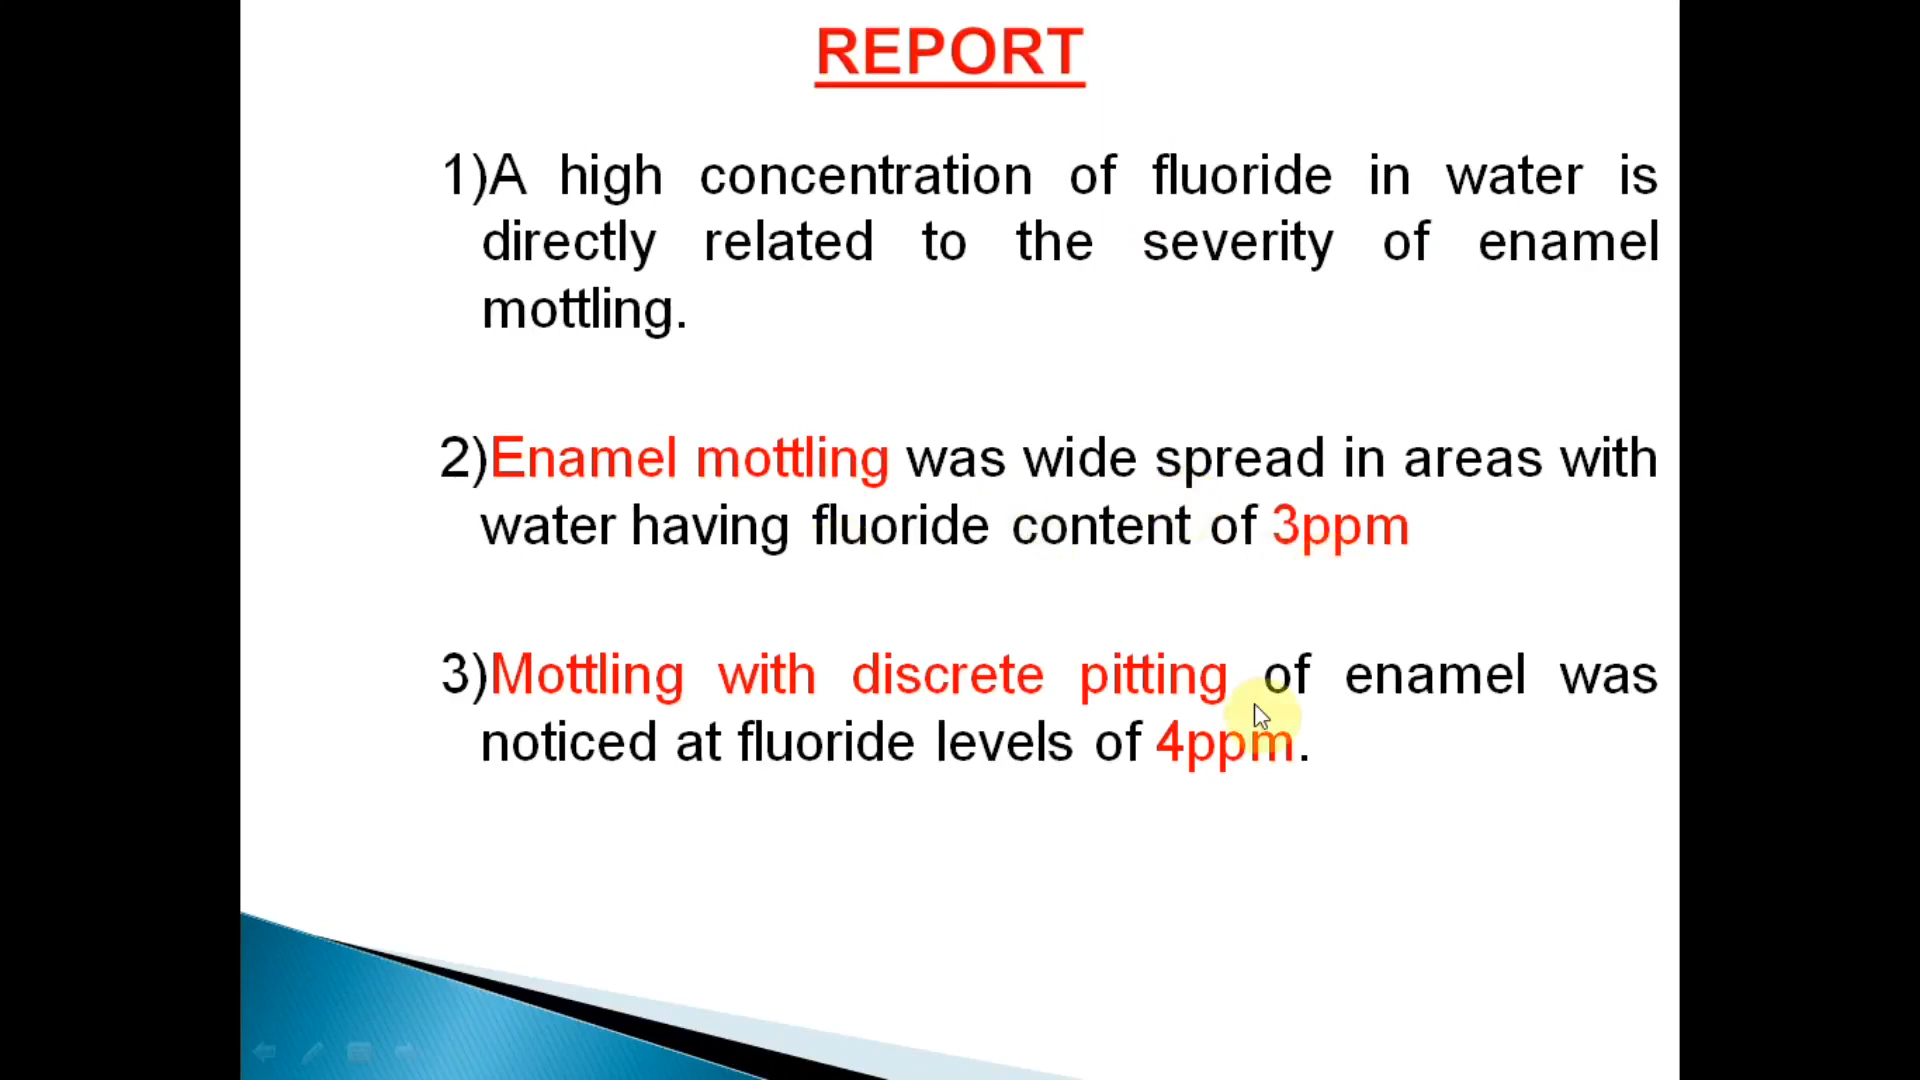 REPORT
1)A high concentration of fluoride in water is
directly related to the severity of enamel
mottling.
2)Enamel mottling was wide spread in areas with
water having fluoride content of 3ppm
3)Mottling with discrete pitting of enamel was
noticed at fluoride levels of 4ppm.